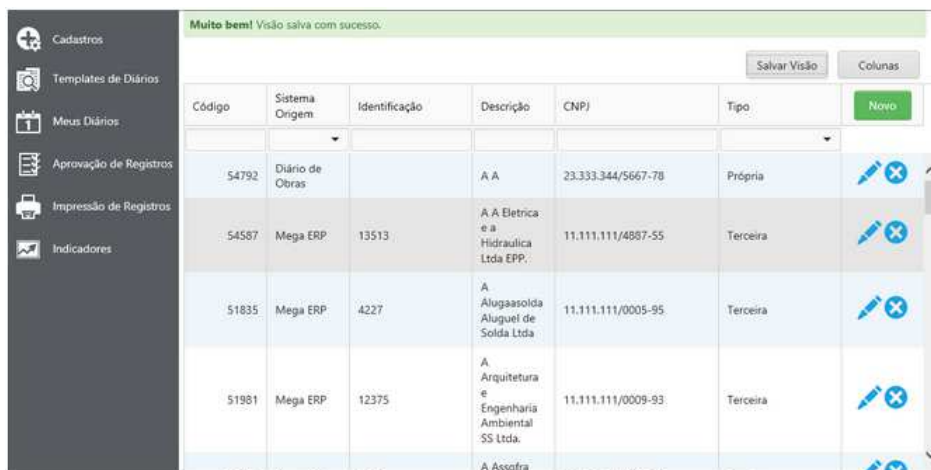 Muito bem! Visão salva com sucesso.
Cadastros
Templates de Diários
Meus Diários
Aprovação de Registros
Impressão de Registros
Indicadores
Salvar Visão Colunas
Código Sistema Origem Identificação Descrição CNPJ Tipo Novo
54792 Diário de Obras A A 23.333.344/5667-78 Própria
54587 Mega ERP 13513 A A Eletrica e a Hidraulica Ltda EPP. 11.111.111/4887-55 Terceira
51835 Mega ERP 4227 A Alugaasolda Aluguel de Solda Ltda 11.111.111/0005-95 Terceira
51981 Mega ERP 12375 A Arquitetura e Engenharia Ambiental SS Ltda. 11.111.111/0009-93 Terceira
A Assofra